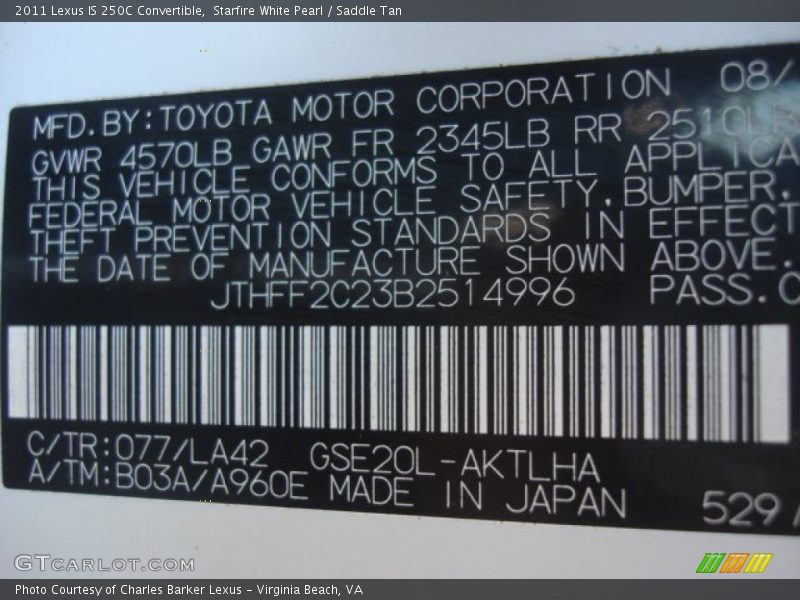 2011 Lexus IS 250C Convertible,  Starfire White Pearl / Saddle Tan
MFD.BY:TOYOTA MOTOR CORPORATION 08/
GVWR 4570LB GAWR FR 2345LB RR 2510LB
THIS VEHICLE CONFORMS TO ALL APPLICA
FEDERAL MOTOR VEHICLE SAFETY,BUMPER,
THEFT PREVENTION STANDARDS IN EFFECT
THE DATE OF MANUFACTURE SHOWN ABOVE.
JTHFF2C23B2514996 PASS.C
C/TR:077/LA42 GSE20L-AKTLHA
A/TM:B03A/A960E MADE IN JAPAN 529
GTCARLOT.COM
Photo Courtesy of Charles Barker Lexus - Virginia Beach, VA